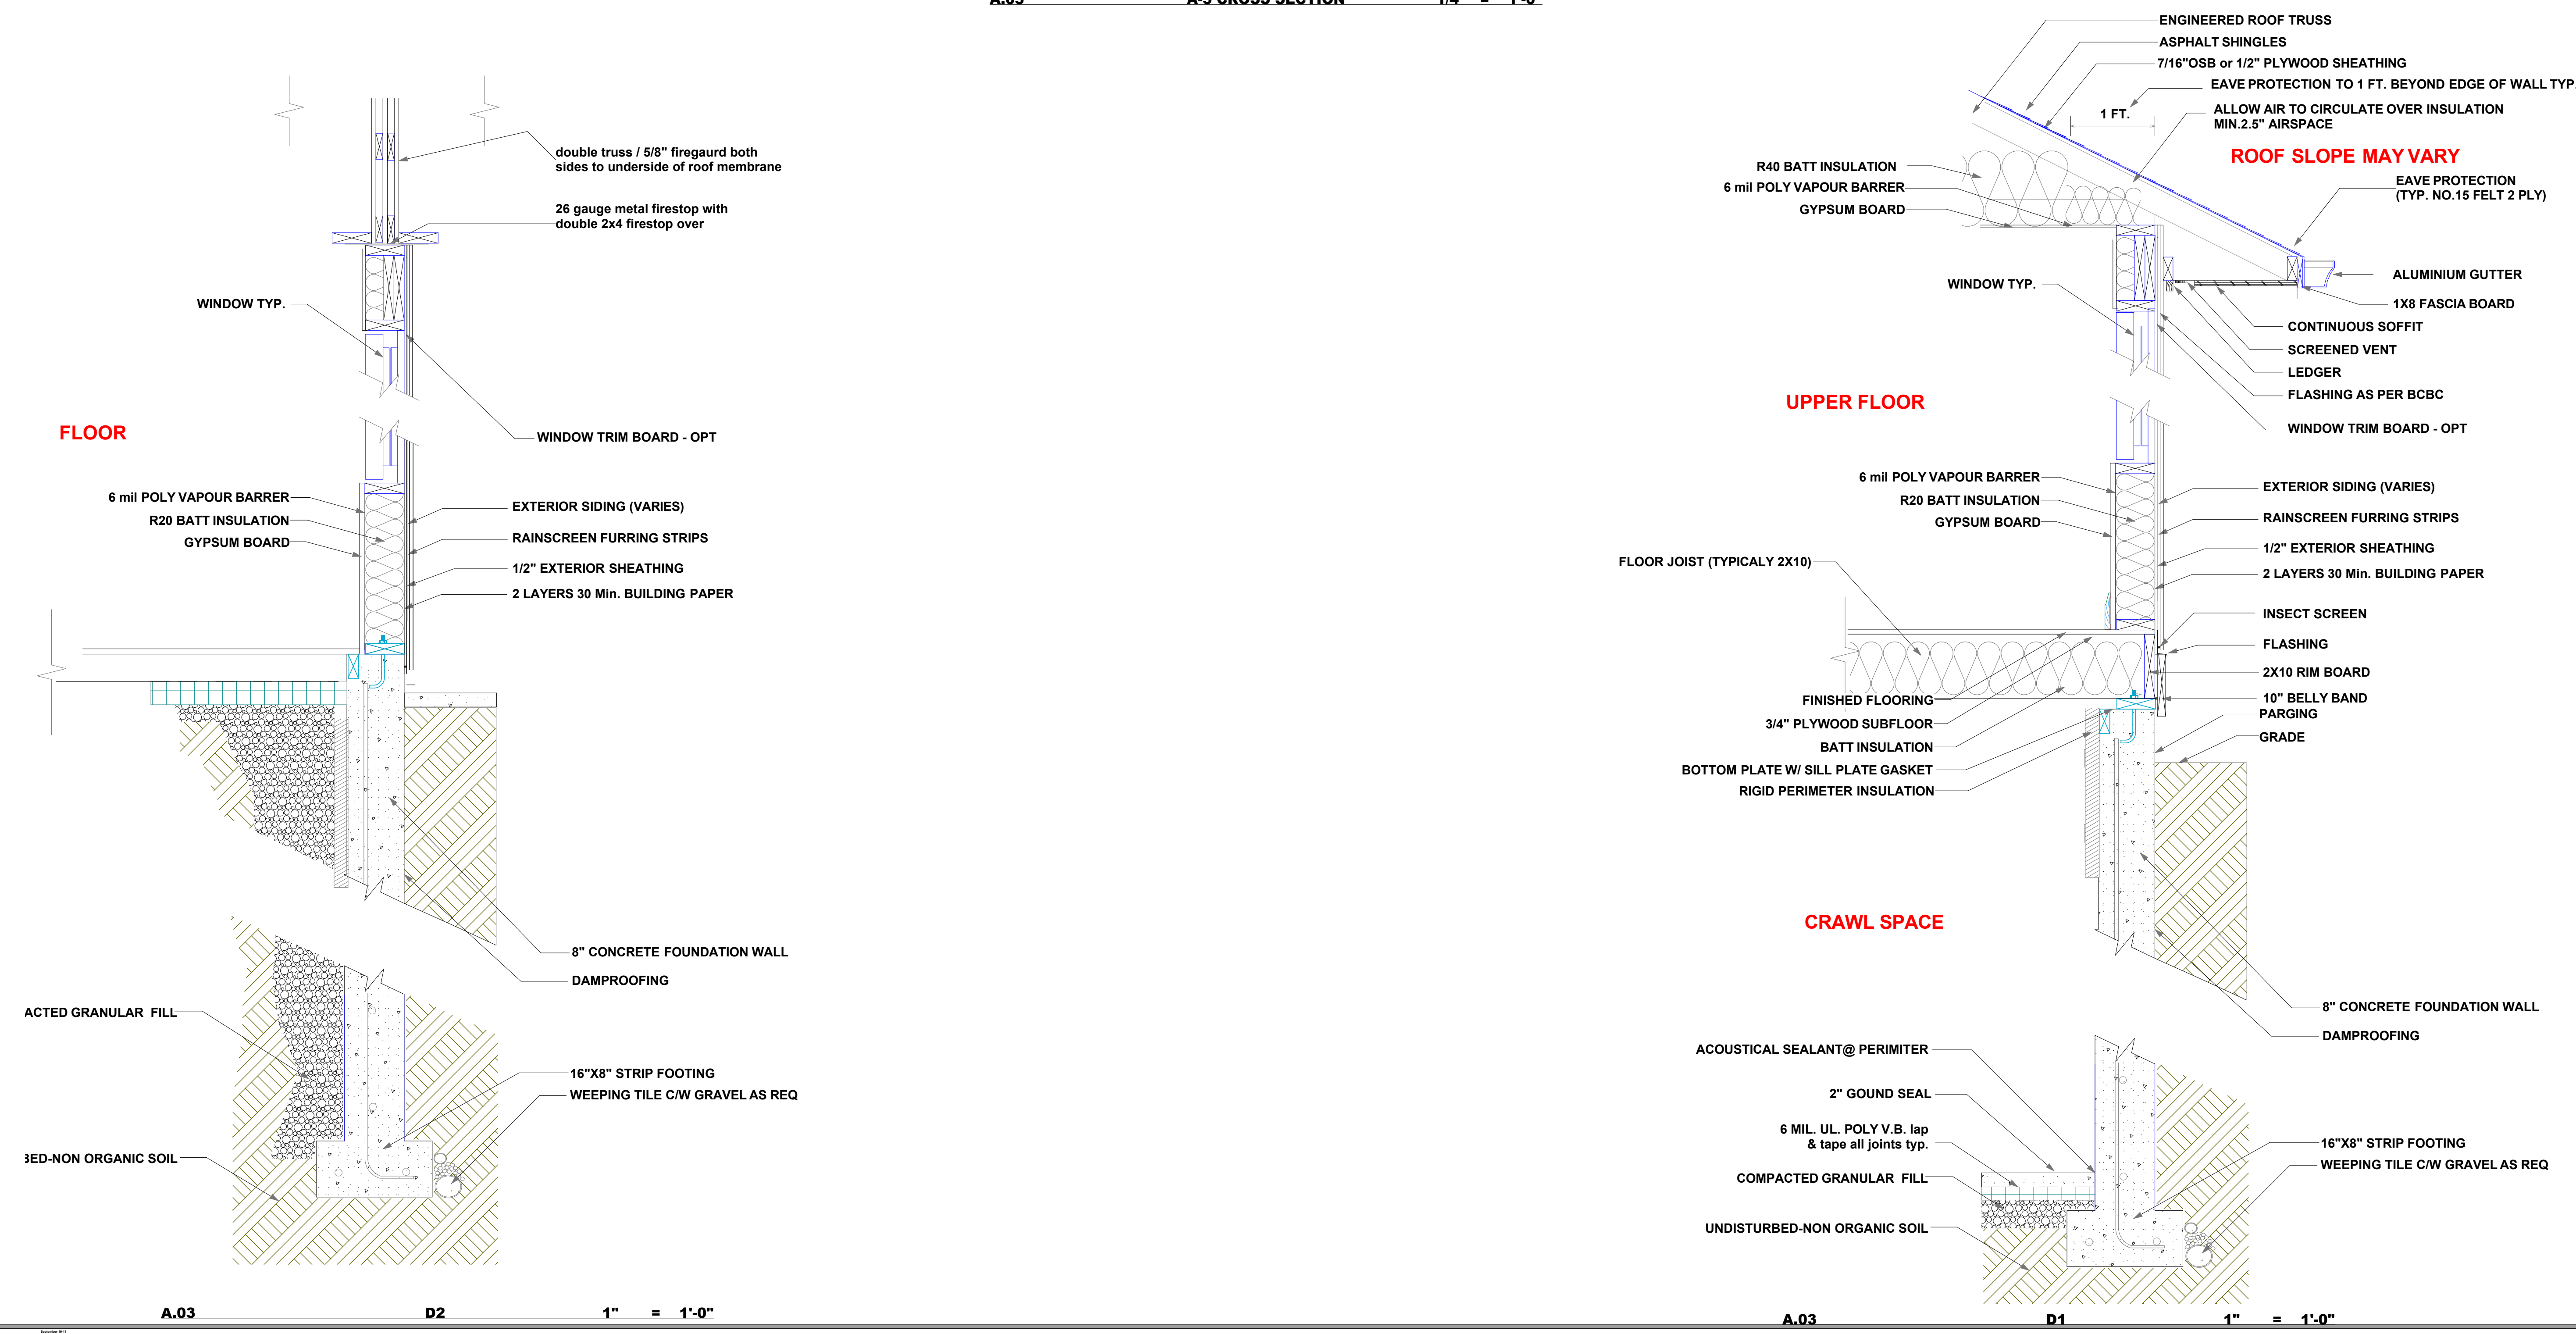 A.03 A-3 CROSS SECTION 1/4" = 1'-0"
double truss / 5/8" firegaurd both
sides to underside of roof membrane
26 gauge metal firestop with
double 2x4 firestop over
WINDOW TYP.
FLOOR
WINDOW TRIM BOARD - OPT
6 mil POLY VAPOUR BARRER
R20 BATT INSULATION
GYPSUM BOARD
EXTERIOR SIDING (VARIES)
RAINSCREEN FURRING STRIPS
1/2" EXTERIOR SHEATHING
2 LAYERS 30 Min. BUILDING PAPER
8" CONCRETE FOUNDATION WALL
DAMPROOFING
ACTED GRANULAR FILL
16"X8" STRIP FOOTING
WEEPING TILE C/W GRAVEL AS REQ
BED-NON ORGANIC SOIL
A.03 D2 1" = 1'-0"
September-16-11
ENGINEERED ROOF TRUSS
ASPHALT SHINGLES
7/16"OSB or 1/2" PLYWOOD SHEATHING
EAVE PROTECTION TO 1 FT. BEYOND EDGE OF WALL TYP.
1 FT.
ALLOW AIR TO CIRCULATE OVER INSULATION
MIN.2.5" AIRSPACE
ROOF SLOPE MAY VARY
R40 BATT INSULATION
6 mil POLY VAPOUR BARRER
GYPSUM BOARD
EAVE PROTECTION
(TYP. NO.15 FELT 2 PLY)
WINDOW TYP.
ALUMINIUM GUTTER
1X8 FASCIA BOARD
CONTINUOUS SOFFIT
SCREENED VENT
LEDGER
FLASHING AS PER BCBC
WINDOW TRIM BOARD - OPT
UPPER FLOOR
6 mil POLY VAPOUR BARRER
R20 BATT INSULATION
GYPSUM BOARD
FLOOR JOIST (TYPICALY 2X10)
EXTERIOR SIDING (VARIES)
RAINSCREEN FURRING STRIPS
1/2" EXTERIOR SHEATHING
2 LAYERS 30 Min. BUILDING PAPER
INSECT SCREEN
FLASHING
2X10 RIM BOARD
10" BELLY BAND
PARGING
GRADE
FINISHED FLOORING
3/4" PLYWOOD SUBFLOOR
BATT INSULATION
BOTTOM PLATE W/ SILL PLATE GASKET
RIGID PERIMETER INSULATION
CRAWL SPACE
8" CONCRETE FOUNDATION WALL
DAMPROOFING
ACOUSTICAL SEALANT@ PERIMITER
2" GOUND SEAL
6 MIL. UL. POLY V.B. lap
& tape all joints typ.
COMPACTED GRANULAR FILL
UNDISTURBED-NON ORGANIC SOIL
16"X8" STRIP FOOTING
WEEPING TILE C/W GRAVEL AS REQ
A.03 D1 1" = 1'-0"